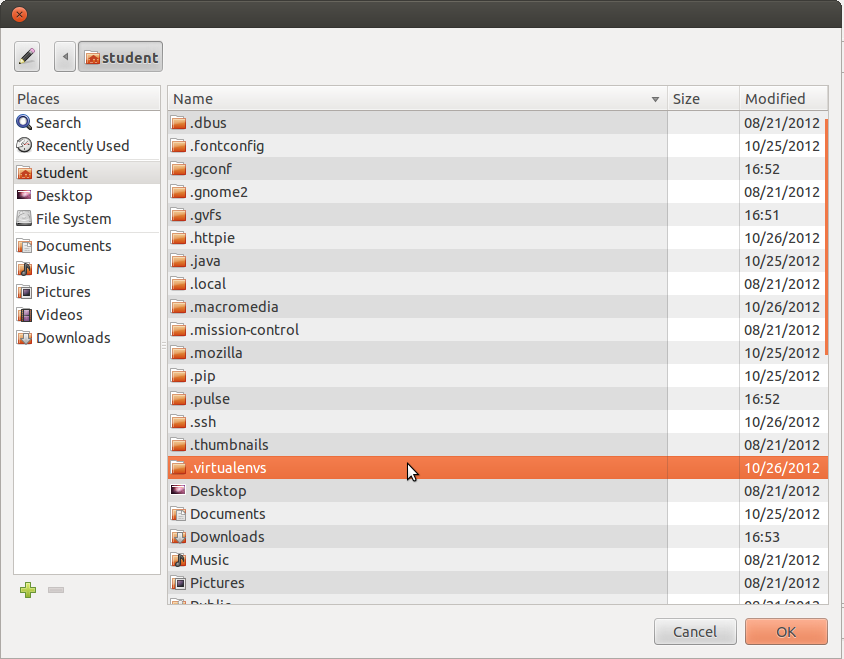 student
Places
Search
Recently Used
student
Desktop
File System
Documents
Music
Pictures
Videos
Downloads
Name Size Modified
.dbus 08/21/2012
.fontconfig 10/25/2012
.gconf 16:52
.gnome2 08/21/2012
.gvfs 16:51
.httpie 10/26/2012
.java 10/25/2012
.local 08/21/2012
.macromedia 10/26/2012
.mission-control 08/21/2012
.mozilla 10/25/2012
.pip 10/25/2012
.pulse 16:52
.ssh 10/26/2012
.thumbnails 08/21/2012
.virtualenvs 10/26/2012
Desktop 08/21/2012
Documents 10/25/2012
Downloads 16:53
Music 08/21/2012
Pictures 08/21/2012
Public 08/21/2012
Cancel OK